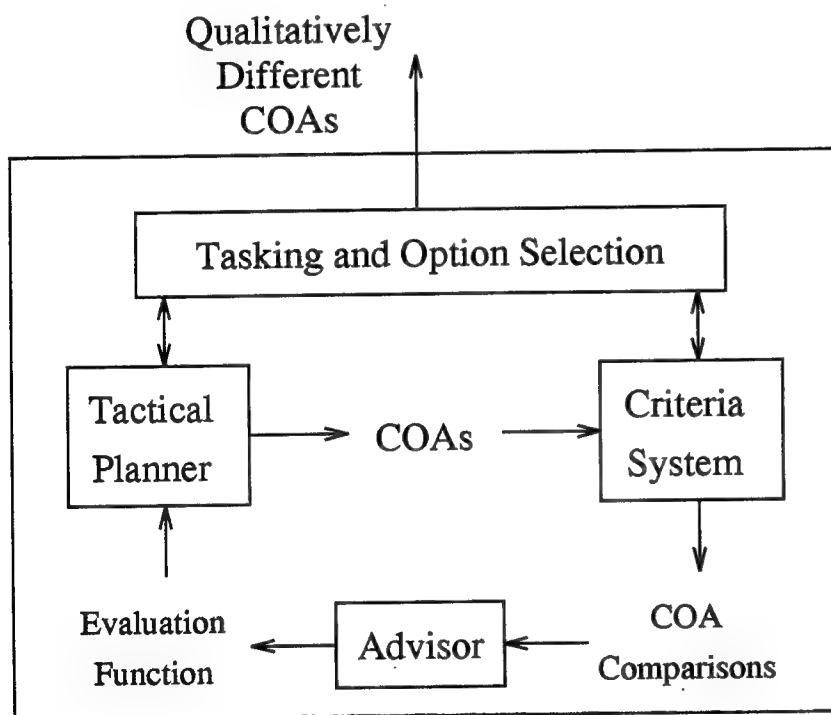 Qualitatively
Different
COAs
Tasking and Option Selection
Tactical
Planner
COAs
Criteria
System
Evaluation
Function
Advisor
COA
Comparisons